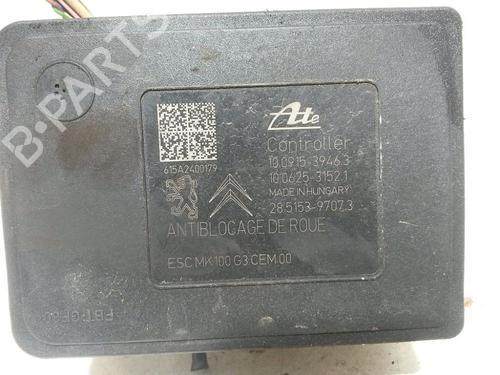 B-PARTS
Ate
Controller
10.0915-3946.3
10.0625-3152.1
MADE IN HUNGARY
28.5153-9707.3
615A2400179
ANTIBLOCAGE DE ROUE
ESC MK100 G3 CEM 00